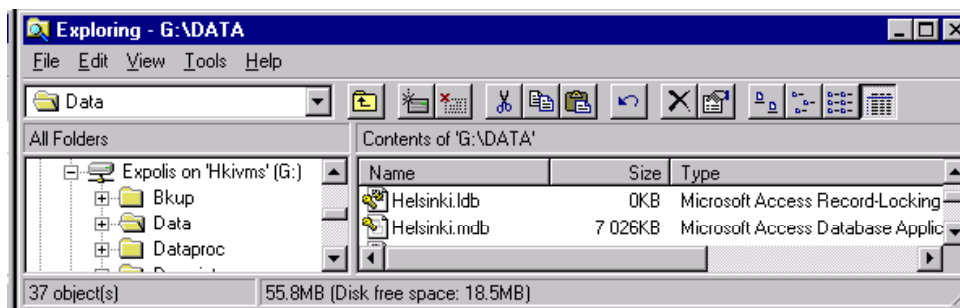 Exploring - G:\DATA
File Edit View Tools Help
Data
All Folders
Contents of 'G:\DATA'
Expolis on 'Hkivms' (G:)
Bkup
Data
Dataproc
Name Size Type
Helsinki.ldb 0KB Microsoft Access Record-Locking
Helsinki.mdb 7 026KB Microsoft Access Database Applic
37 object(s)
55.8MB (Disk free space: 18.5MB)